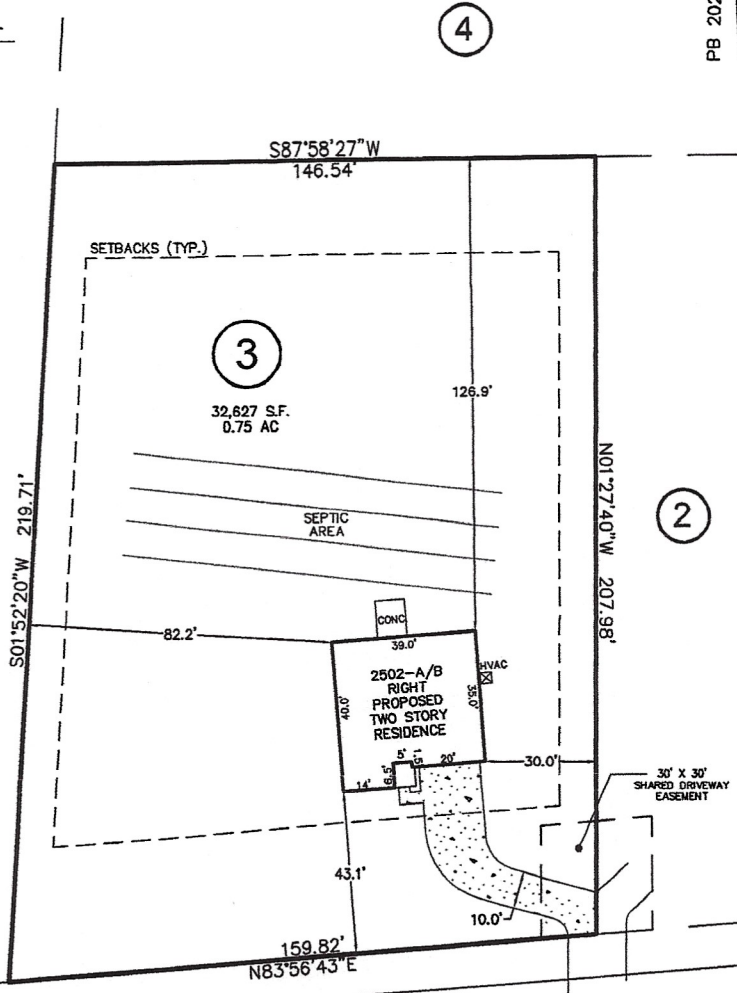 4
PB 202
S87°58'27"W
146.54'
SETBACKS (TYP.)
3
32,627 S.F.
0.75 AC
126.9'
S01°52'20"W 219.71'
N01°27'40"W 207.98'
2
SEPTIC
AREA
CONC
82.2'
39.0'
HVAC
2502-A/B
RIGHT
PROPOSED
TWO STORY
RESIDENCE
40.0'
35.0'
5'
1.5'
20'
6.5'
14'
30.0'
30' X 30'
SHARED DRIVEWAY
EASEMENT
43.1'
10.0'
159.82'
N83°56'43"E